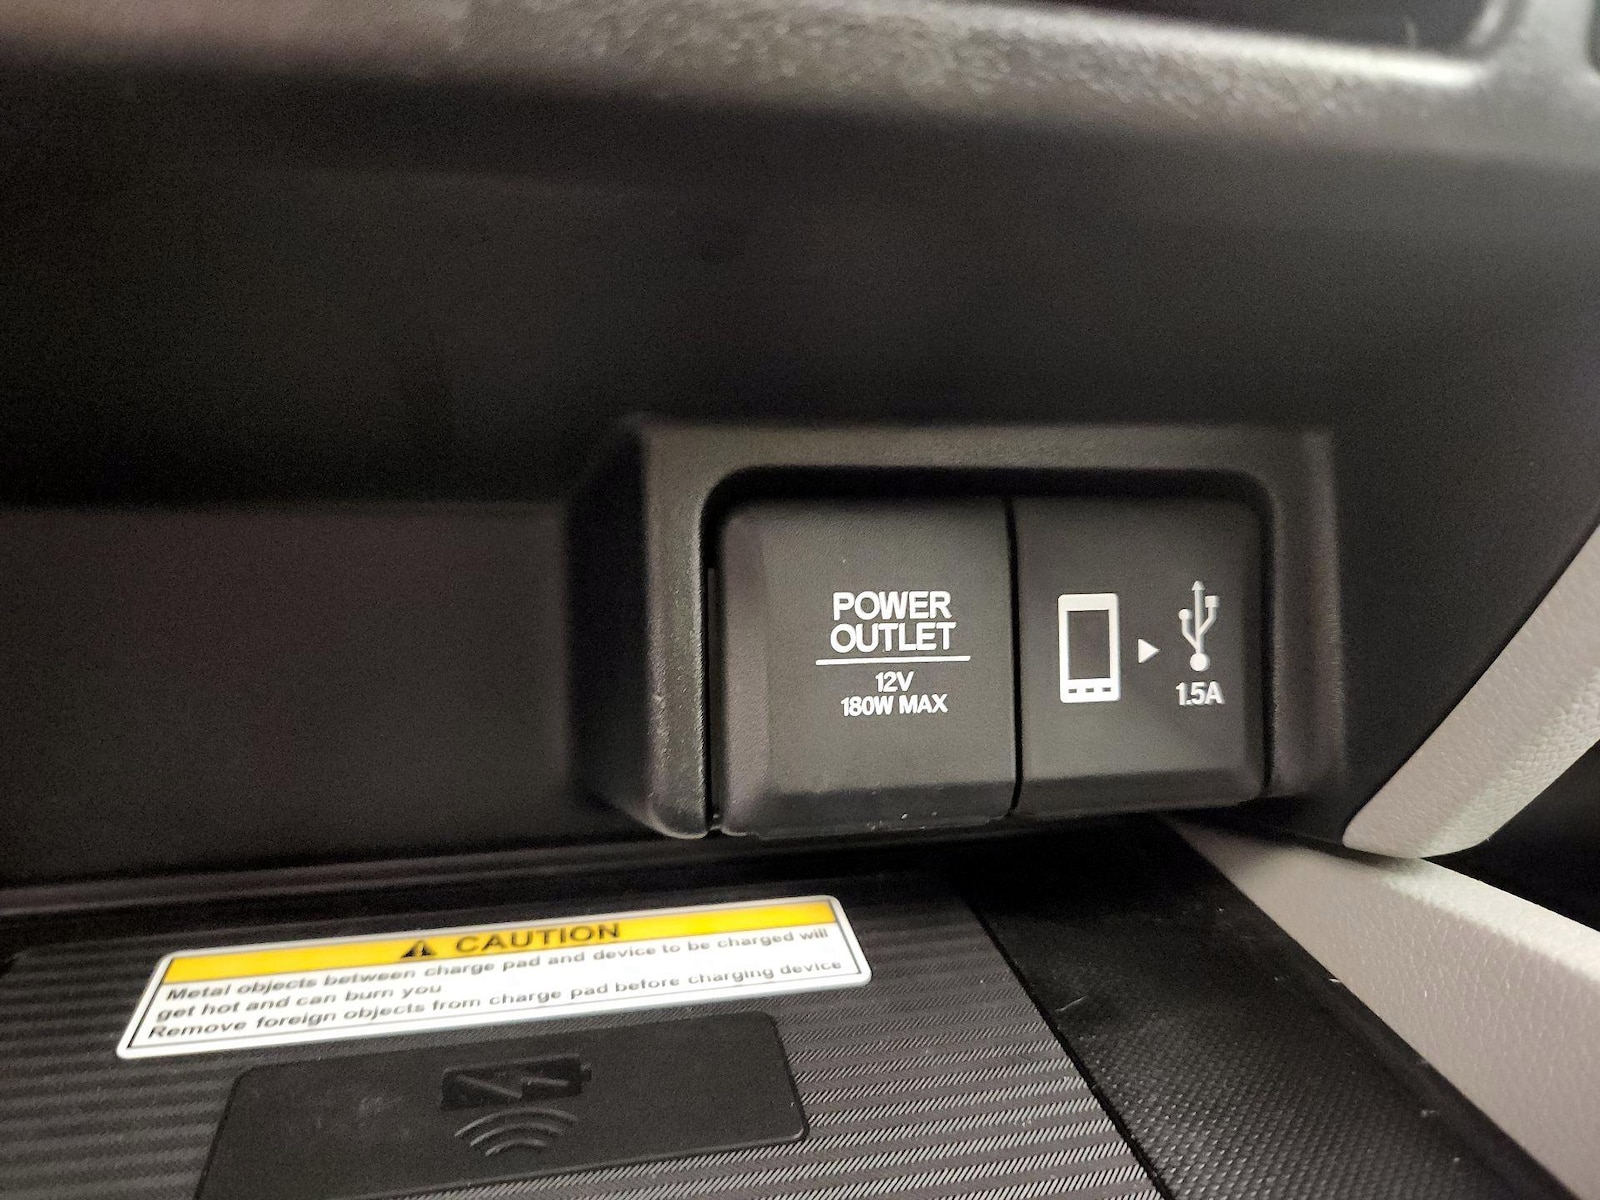 POWER
OUTLET
12V
180W MAX
1.5A
CAUTION
Metal objects between charge pad and device to be charged will
get hot and can burn you
Remove foreign objects from charge pad before charging device